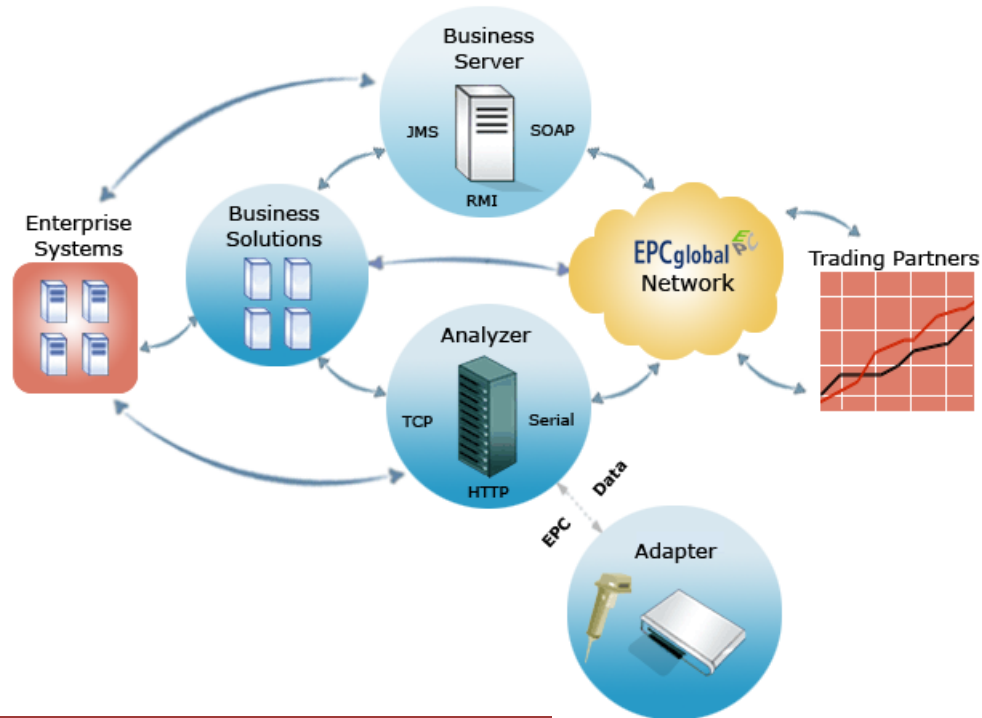 Business
Server
JMS
SOAP
RMI
Enterprise
Systems
Business
Solutions
EPCglobal EPC
Network
Trading Partners
Analyzer
TCP
Serial
HTTP
EPC Data
Adapter